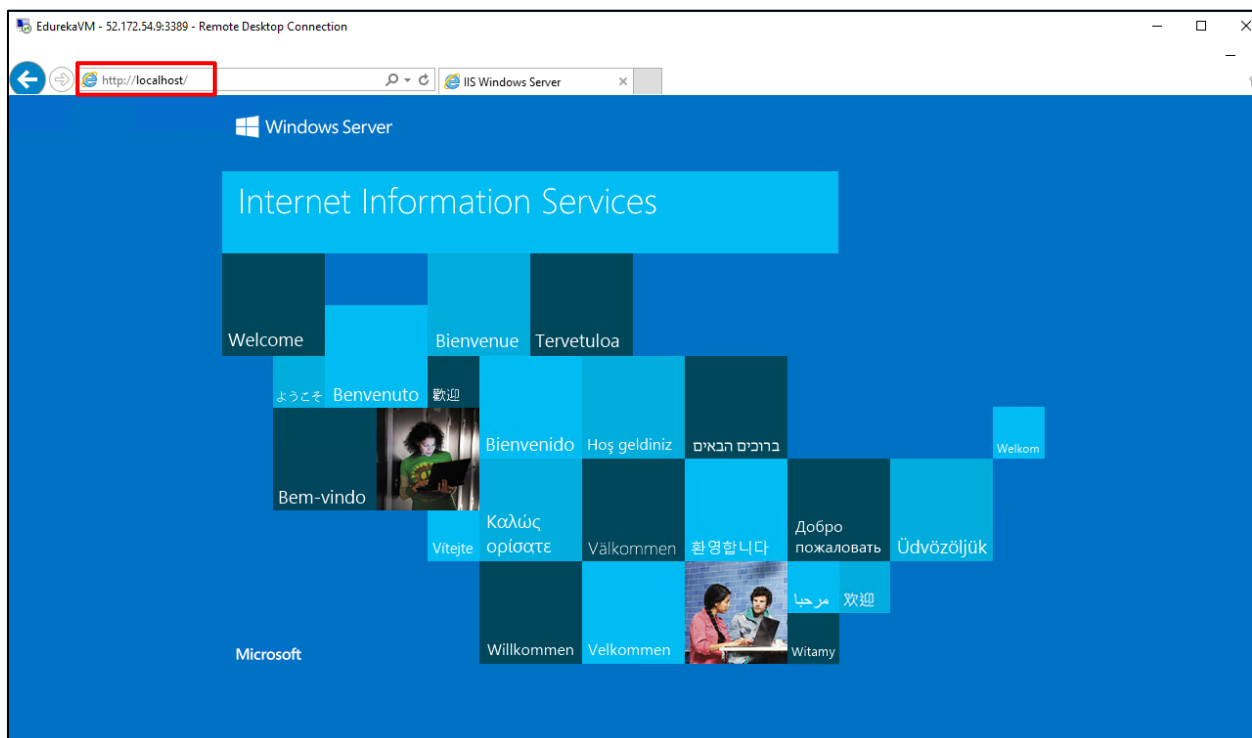 EdurekaVM - 52.172.54.9:3389 - Remote Desktop Connection
http://localhost/
IIS Windows Server
Windows Server
Internet Information Services
Welcome
Bienvenue
Tervetuloa
ようこそ
Benvenuto
歡迎
Bienvenido
Hoş geldiniz
ברוכים הבאים
Welkom
Bem-vindo
Vítejte
Καλώς
ορίσατε
Välkommen
환영합니다
Добро
пожаловать
Üdvözöljük
مرحبا
欢迎
Microsoft
Willkommen
Velkommen
Witamy